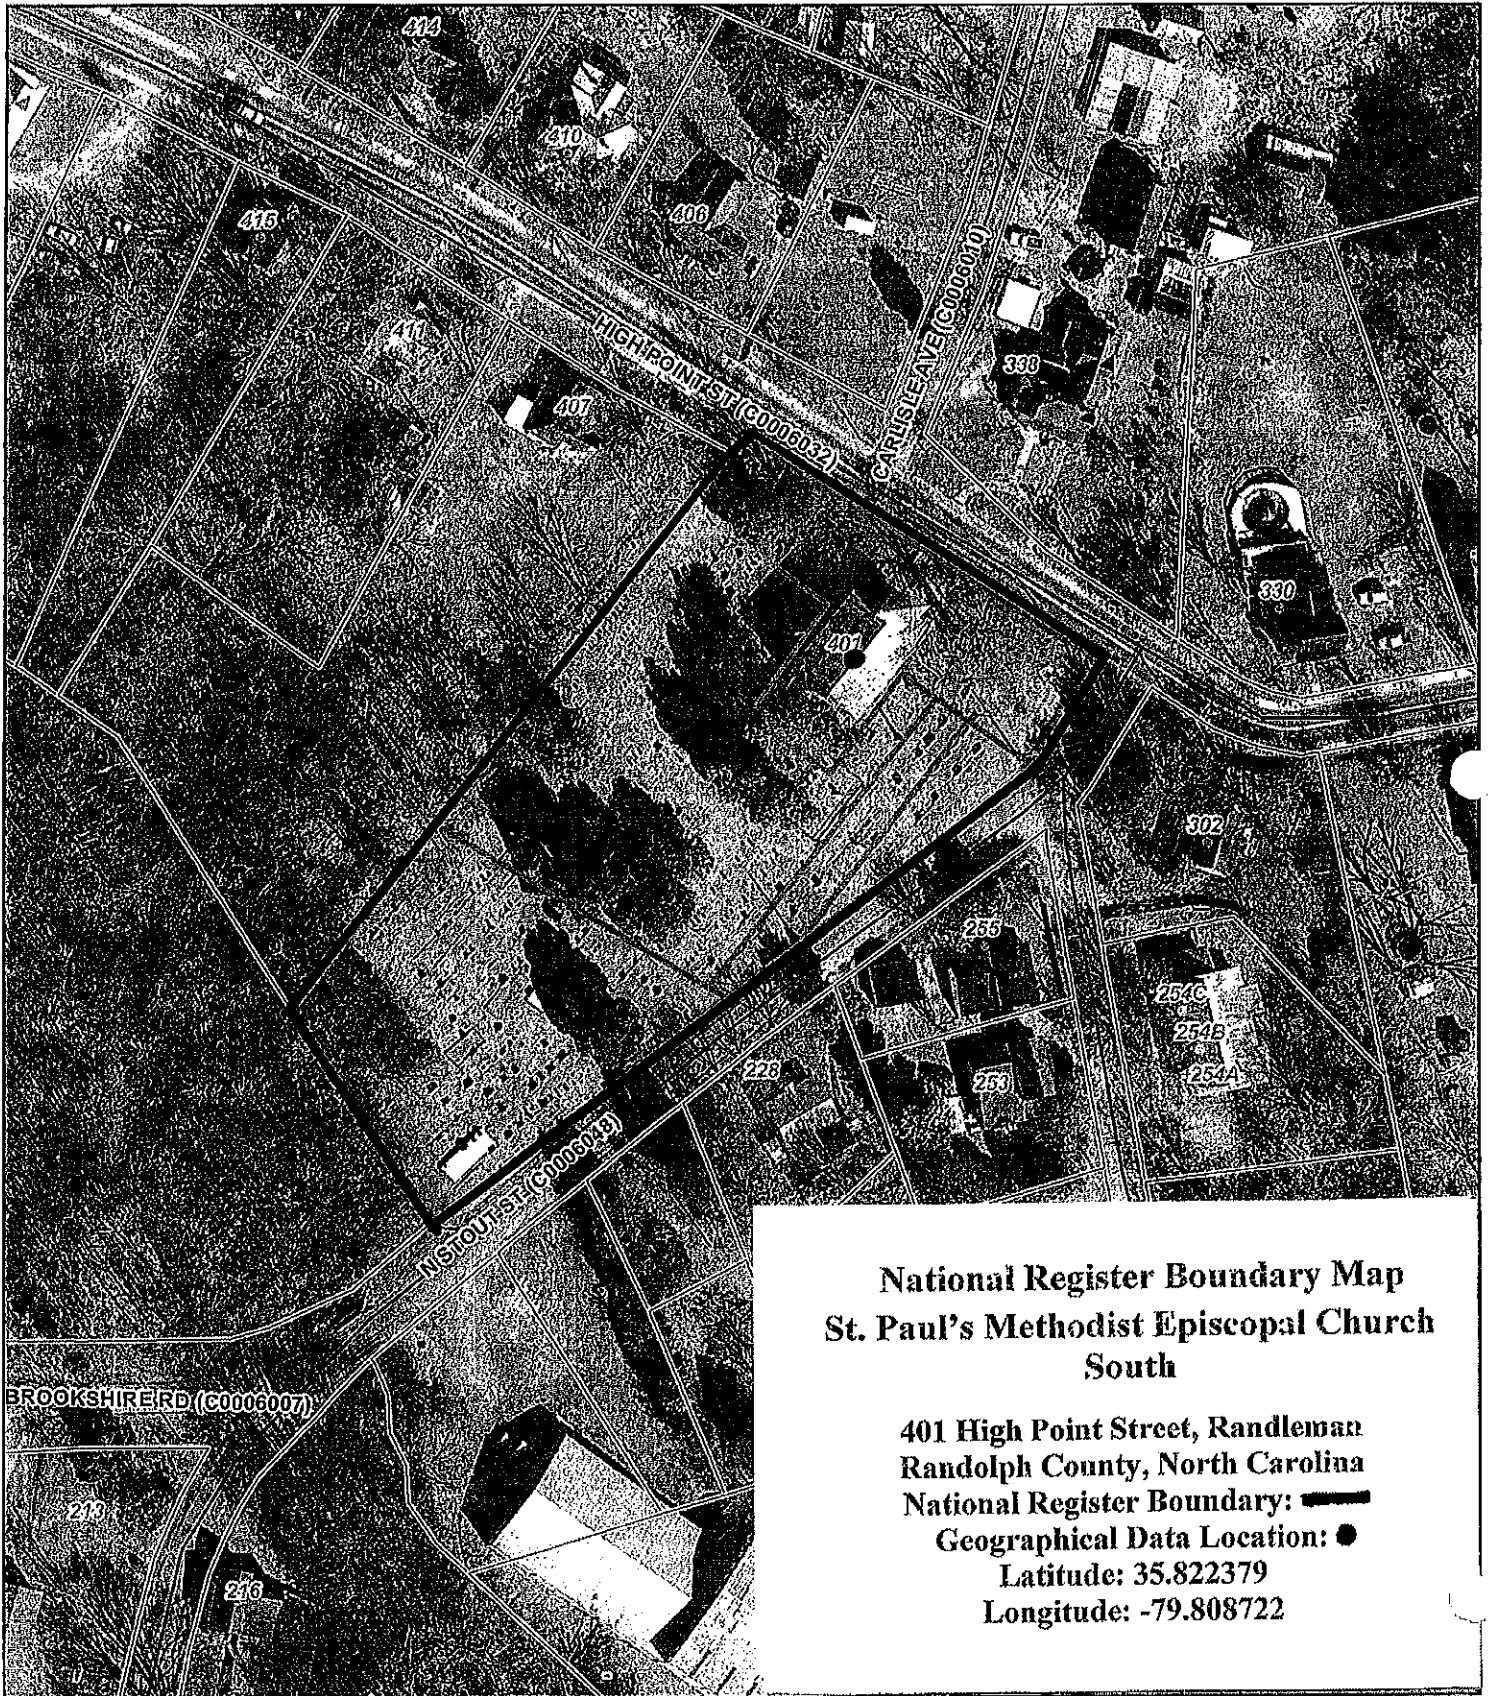 414
410
406
415
411
407
HIGH POINT ST (C0006032)
CARLISLE AVE (C0006010)
338
330
401
302
255
254C
254B
254A
228
253
N STOUT ST (C0006048)
BROOKSHIRE RD (C0006007)
213
216
National Register Boundary Map
St. Paul's Methodist Episcopal Church
South
401 High Point Street, Randleman
Randolph County, North Carolina
National Register Boundary:
Geographical Data Location:
Latitude: 35.822379
Longitude: -79.808722